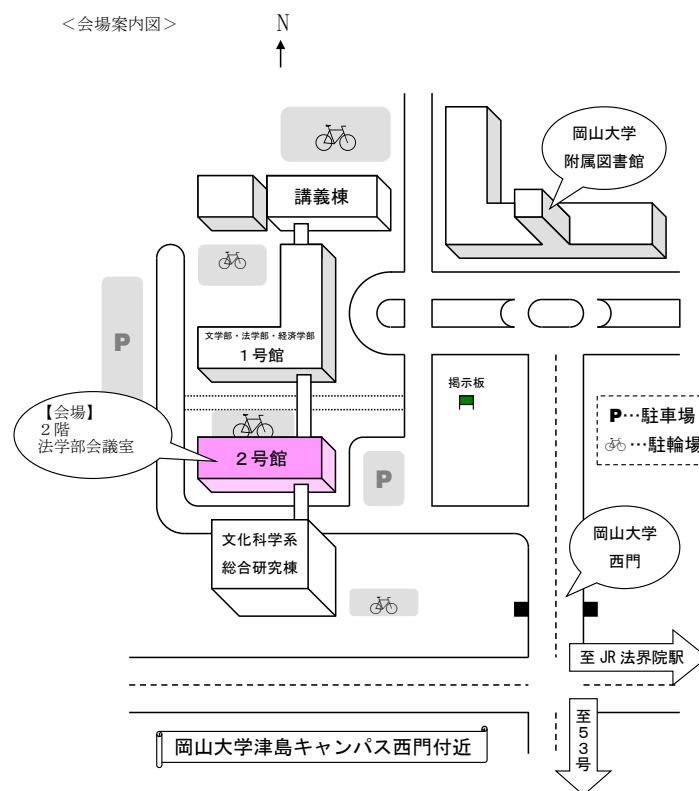 ＜会場案内図＞
N
岡山大学
附属図書館
講義棟
文学部・法学部・経済学部
１号館
P
掲示板
【会場】
２階
法学部会議室
２号館
P
P…駐車場
…駐輪場
文化科学系
総合研究棟
岡山大学
西門
至 JR 法界院駅
至５３号
岡山大学津島キャンパス西門付近